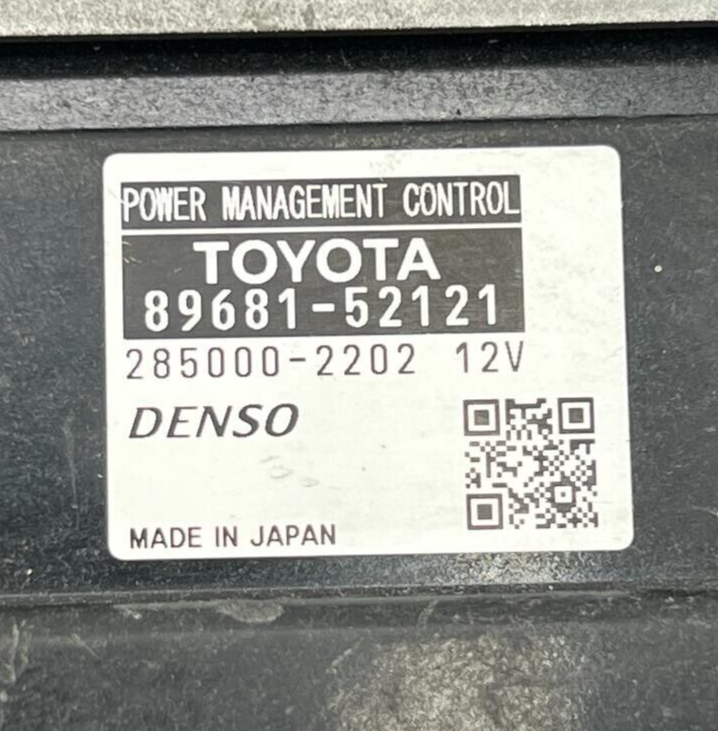 POWER MANAGEMENT CONTROL
TOYOTA
89681-52121
285000-2202 12V
DENSO
MADE IN JAPAN